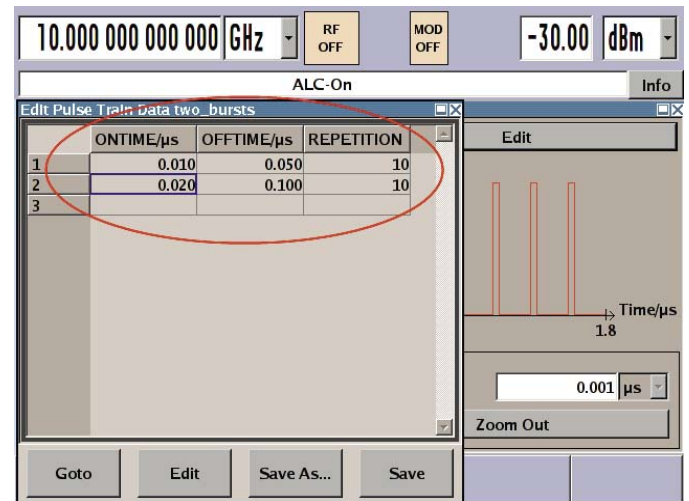 10.000 000 000 000 GHz RF OFF MOD OFF -30.00 dBm
ALC-On Info
Edit Pulse Train Data two_bursts
ONTIME/µs OFFTIME/µs REPETITION
1 0.010 0.050 10
2 0.020 0.100 10
3
Edit
Time/µs
1.8
0.001 µs
Zoom Out
Goto Edit Save As... Save